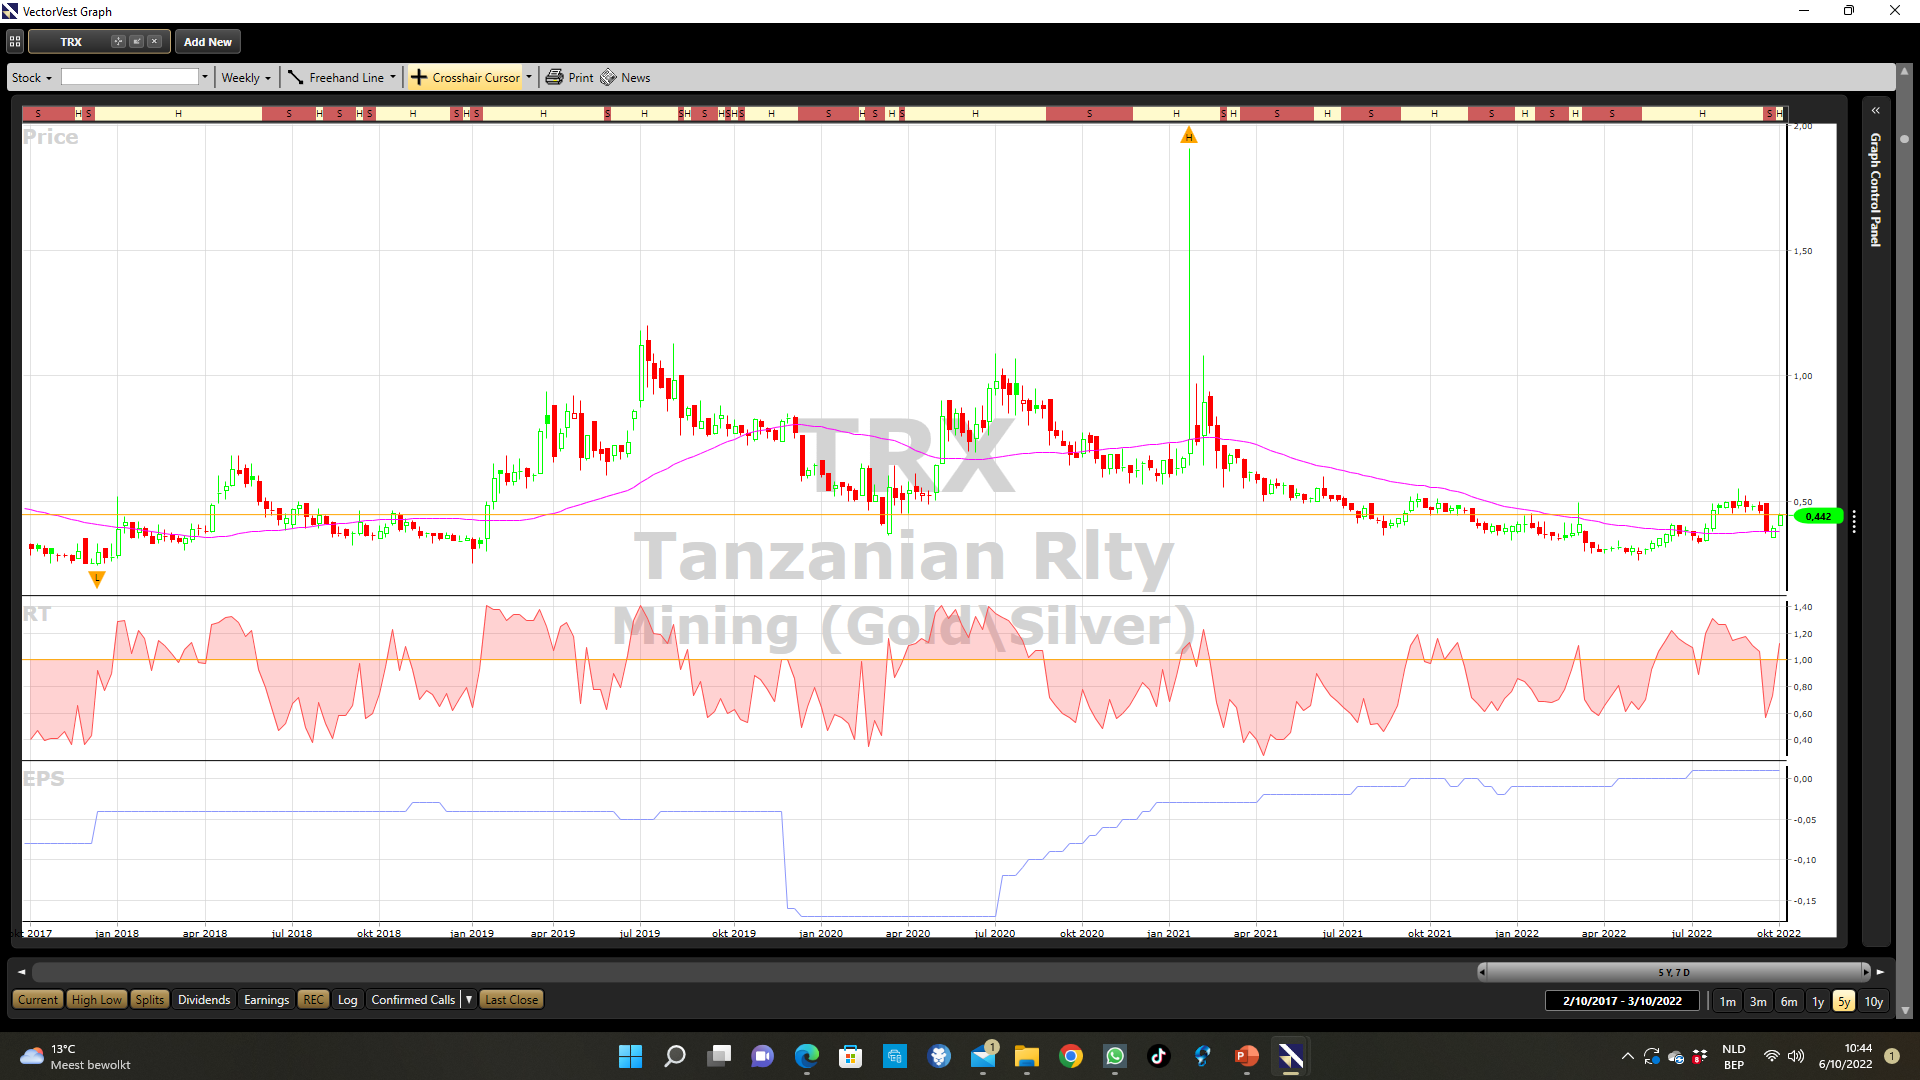 VectorVest Graph
TRX Add New
Stock Weekly Freehand Line Crosshair Cursor Print News
S H S H S H S H S H S H S H S H S H S H S H S H S H S H S H S H S H S H S H S H S H S H S H S H
Price
H
L
TRX
Tanzanian Rlty
Mining (Gold\Silver)
2,00
1,50
1,00
0,50
0,442
RT
1,40
1,20
1,00
0,80
0,60
0,40
EPS
0,00
-0,05
-0,10
-0,15
okt 2017 jan 2018 apr 2018 jul 2018 okt 2018 jan 2019 apr 2019 jul 2019 okt 2019 jan 2020 apr 2020 jul 2020 okt 2020 jan 2021 apr 2021 jul 2021 okt 2021 jan 2022 apr 2022 jul 2022 okt 2022
Graph Control Panel
5 Y, 7 D
Current High Low Splits Dividends Earnings REC Log Confirmed Calls Last Close
2/10/2017 - 3/10/2022 1m 3m 6m 1y 5y 10y
13°C
Meest bewolkt
1
8
NLD
BEP
10:44
6/10/2022
1